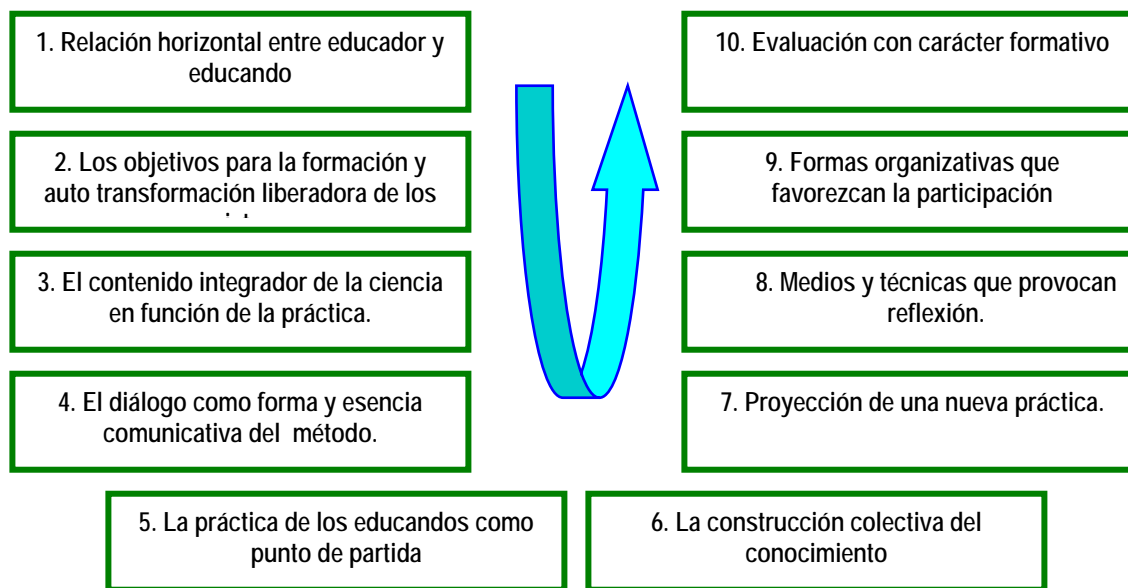 1. Relación horizontal entre educador y
educando
2. Los objetivos para la formación y
auto transformación liberadora de los
3. El contenido integrador de la ciencia
en función de la práctica.
4. El diálogo como forma y esencia
comunicativa del método.
5. La práctica de los educandos como
punto de partida
6. La construcción colectiva del
conocimiento
7. Proyección de una nueva práctica.
8. Medios y técnicas que provocan
reflexión.
9. Formas organizativas que
favorezcan la participación
10. Evaluación con carácter formativo